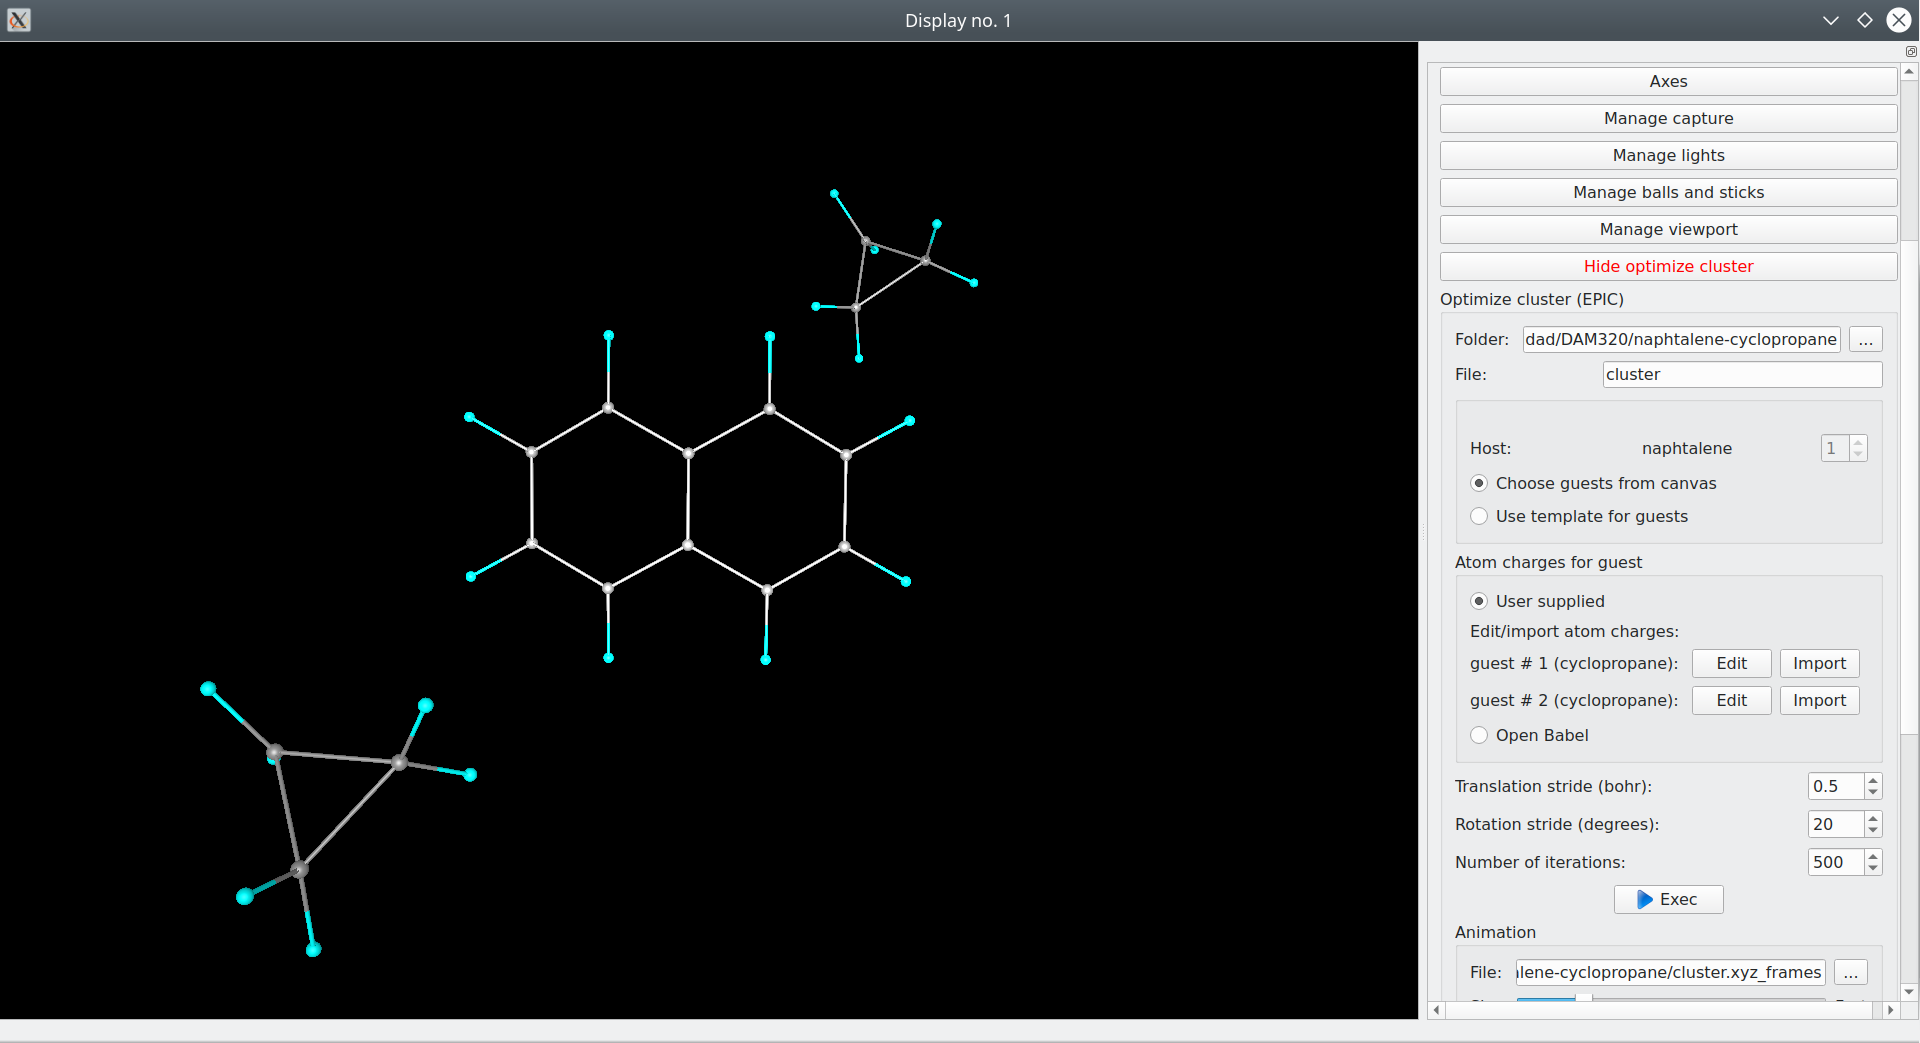 Display no. 1
Axes
Manage capture
Manage lights
Manage balls and sticks
Manage viewport
Hide optimize cluster
Optimize cluster (EPIC)
Folder: dad/DAM320/naphtalene-cyclopropane ...
File: cluster
Host: naphtalene 1
Choose guests from canvas
Use template for guests
Atom charges for guest
User supplied
Edit/import atom charges:
guest # 1 (cyclopropane): Edit Import
guest # 2 (cyclopropane): Edit Import
Open Babel
Translation stride (bohr): 0.5
Rotation stride (degrees): 20
Number of iterations: 500
Exec
Animation
File: lene-cyclopropane/cluster.xyz_frames ...